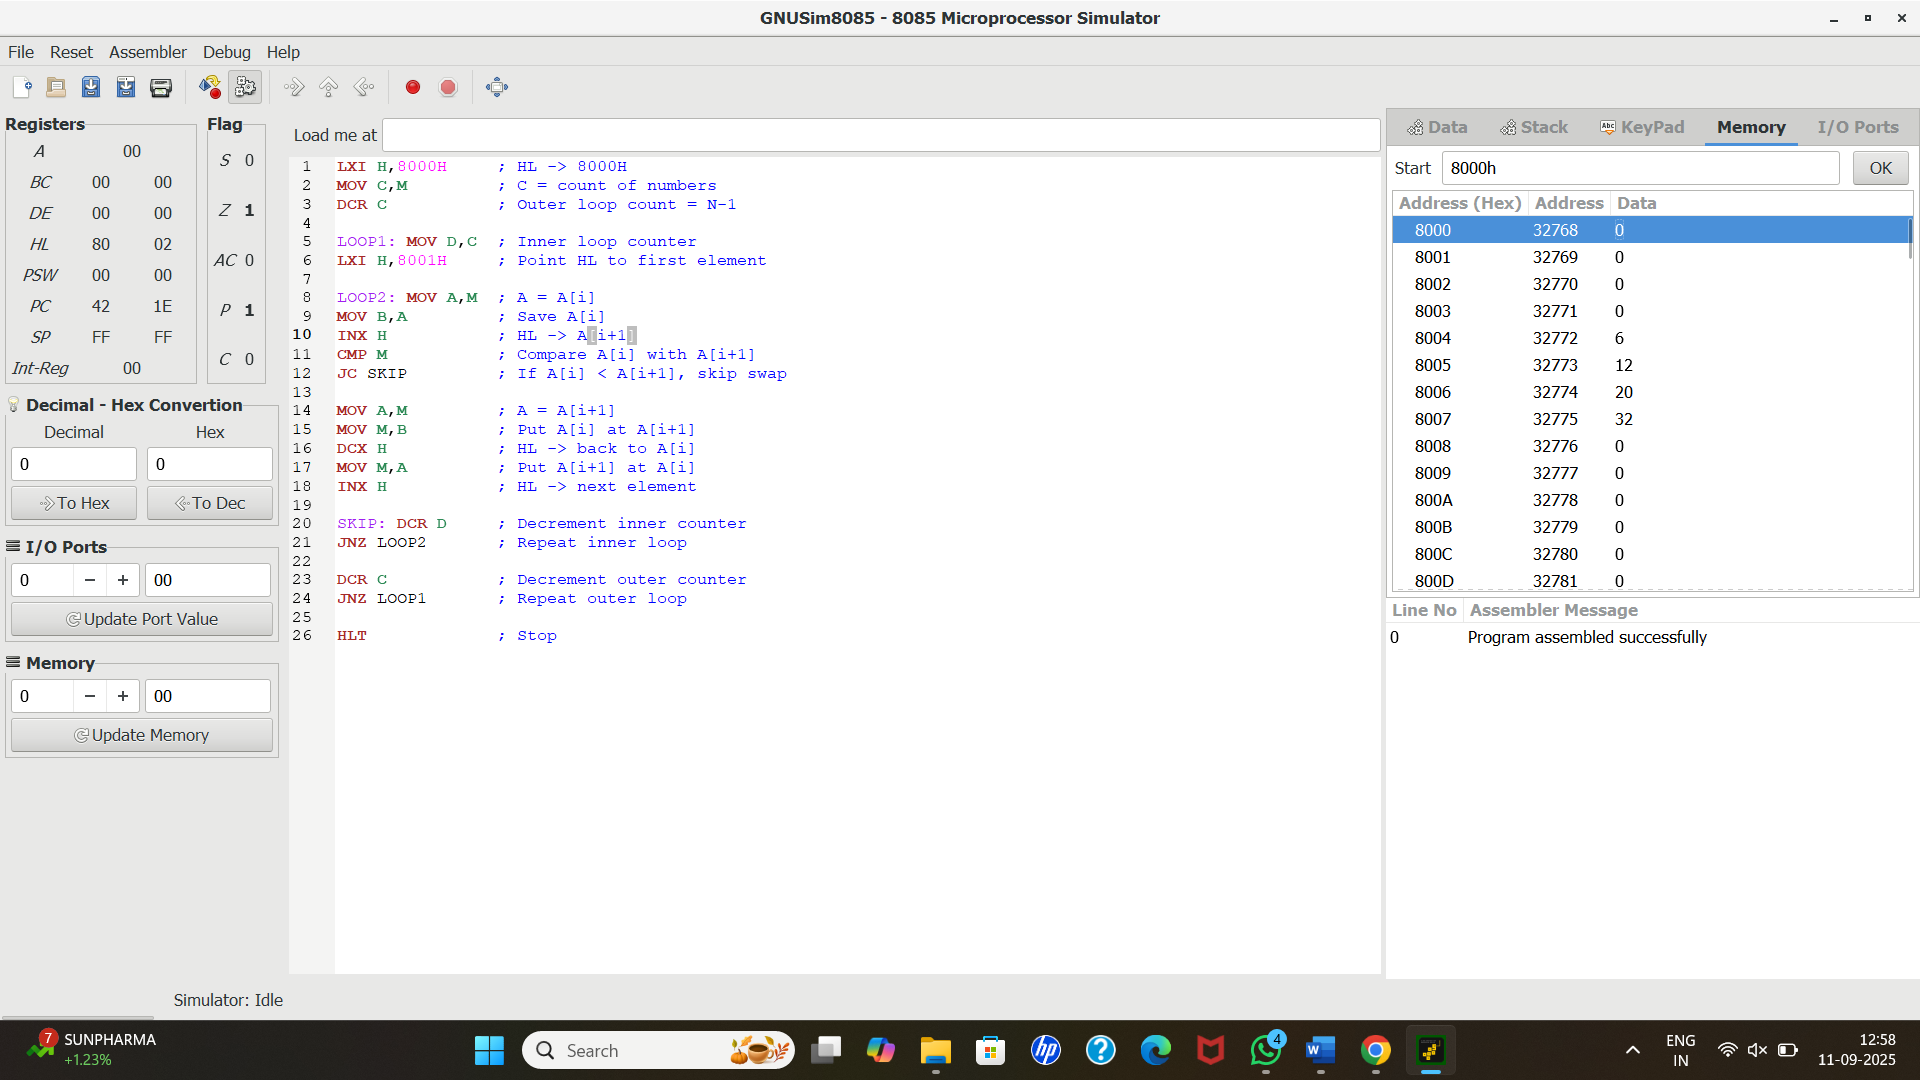 GNUSim8085 - 8085 Microprocessor Simulator
File Reset Assembler Debug Help
Registers
A 00
BC 00 00
DE 00 00
HL 80 02
PSW 00 00
PC 42 1E
SP FF FF
Int-Reg 00
Flag
S 0
Z 1
AC 0
P 1
C 0
Decimal - Hex Convertion
Decimal Hex
0 0
To Hex To Dec
I/O Ports
0 − + 00
Update Port Value
Memory
0 − + 00
Update Memory
Load me at
1 LXI H,8000H ; HL -> 8000H
2 MOV C,M ; C = count of numbers
3 DCR C ; Outer loop count = N-1
4
5 LOOP1: MOV D,C ; Inner loop counter
6 LXI H,8001H ; Point HL to first element
7
8 LOOP2: MOV A,M ; A = A[i]
9 MOV B,A ; Save A[i]
10 INX H ; HL -> A[i+1]
11 CMP M ; Compare A[i] with A[i+1]
12 JC SKIP ; If A[i] < A[i+1], skip swap
13
14 MOV A,M ; A = A[i+1]
15 MOV M,B ; Put A[i] at A[i+1]
16 DCX H ; HL -> back to A[i]
17 MOV M,A ; Put A[i+1] at A[i]
18 INX H ; HL -> next element
19
20 SKIP: DCR D ; Decrement inner counter
21 JNZ LOOP2 ; Repeat inner loop
22
23 DCR C ; Decrement outer counter
24 JNZ LOOP1 ; Repeat outer loop
25
26 HLT ; Stop
Data Stack Abc KeyPad Memory I/O Ports
Start 8000h OK
Address (Hex) Address Data
8000 32768 0
8001 32769 0
8002 32770 0
8003 32771 0
8004 32772 6
8005 32773 12
8006 32774 20
8007 32775 32
8008 32776 0
8009 32777 0
800A 32778 0
800B 32779 0
800C 32780 0
800D 32781 0
Line No Assembler Message
0 Program assembled successfully
Simulator: Idle
7 SUNPHARMA
+1.23%
Search
hp
?
4
W
ENG
IN
12:58
11-09-2025